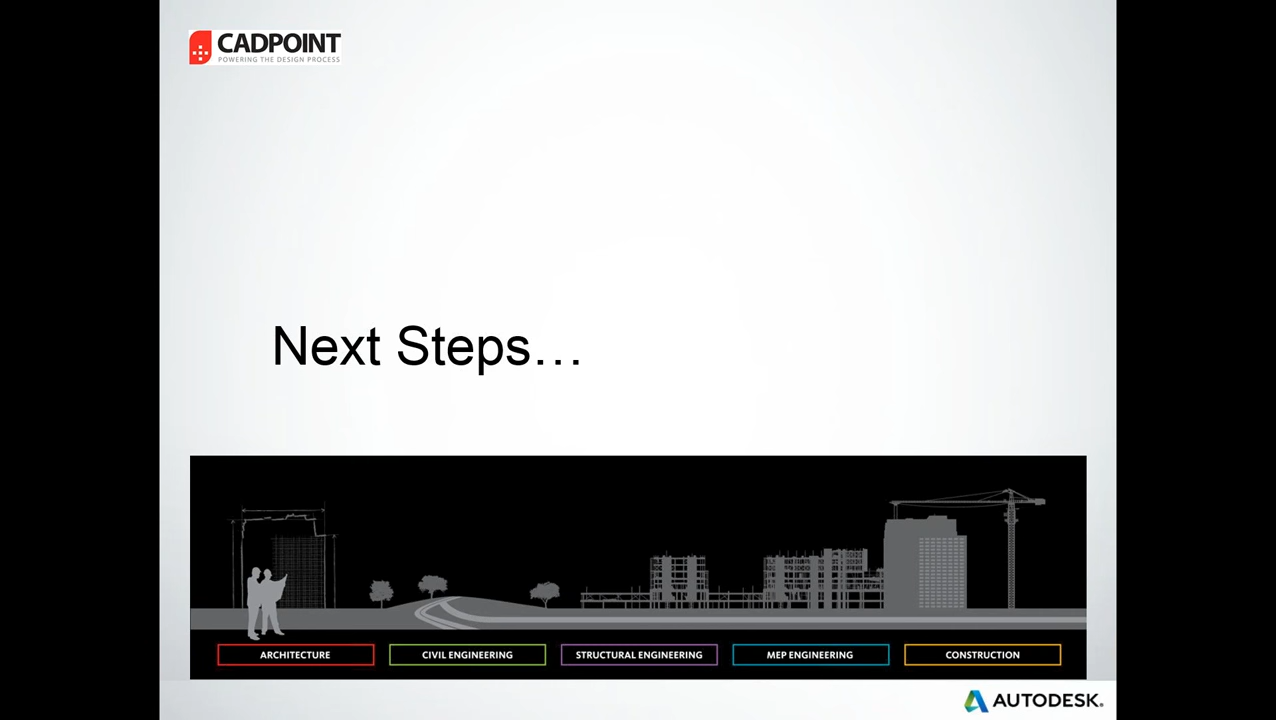 CADPOINT
POWERING THE DESIGN PROCESS
Next Steps…
ARCHITECTURE
CIVIL ENGINEERING
STRUCTURAL ENGINEERING
MEP ENGINEERING
CONSTRUCTION
AUTODESK.